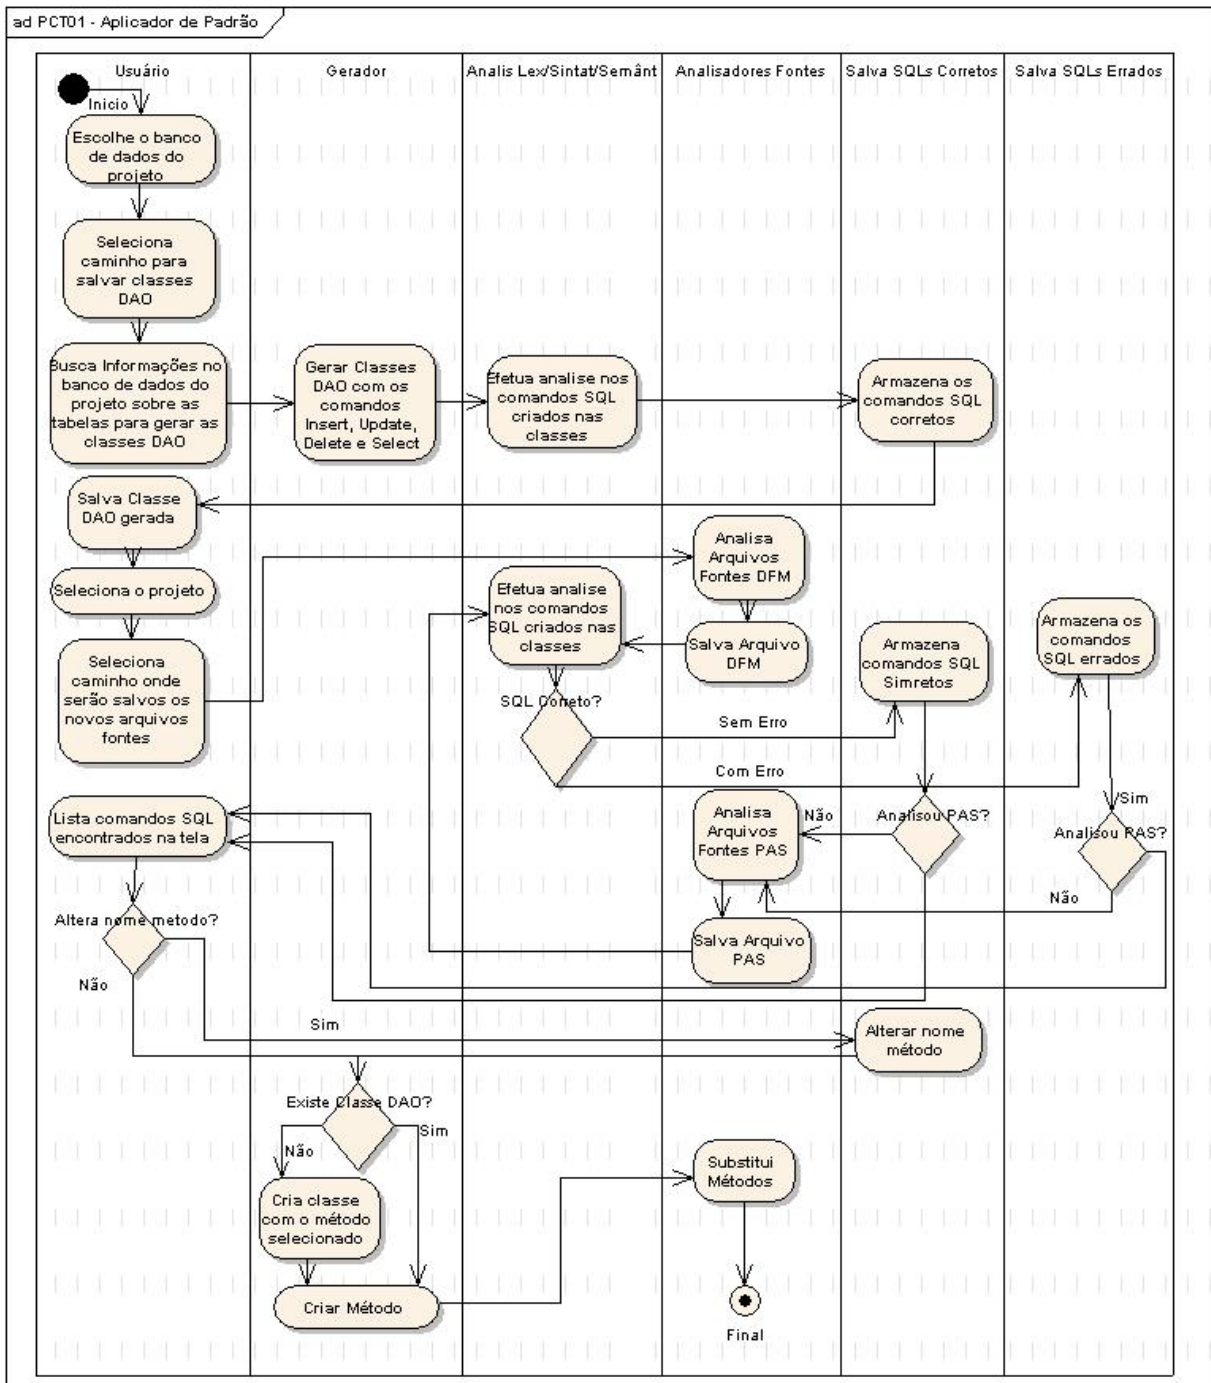 ad PCT01 - Aplicador de Padrão
Usuário
Gerador
Analis Lex/Sintat/Semânt
Analisadores Fontes
Salva SQLs Corretos
Salva SQLs Errados
Inicio
Escolhe o banco
de dados do
projeto
Seleciona
caminho para
salvar classes
DAO
Busca Informações no
banco de dados do
projeto sobre as
tabelas para gerar as
classes DAO
Gerar Classes
DAO com os
comandos
Insert, Update,
Delete e Select
Efetua analise nos
comandos SQL
criados nas
classes
Armazena os
comandos SQL
corretos
Salva Classe
DAO gerada
Seleciona o projeto
Seleciona
caminho onde
serão salvos os
novos arquivos
fontes
Analisa
Arquivos
Fontes DFM
Salva Arquivo
DFM
Efetua analise
nos comandos
SQL criados nas
classes
SQL Correto?
Sem Erro
Com Erro
Armazena
comandos SQL
Simretos
Armazena os
comandos
SQL errados
Sim
Analisou PAS?
Não
Analisou PAS?
Não
Analisa
Arquivos
Fontes PAS
Salva Arquivo
PAS
Lista comandos SQL
encontrados na tela
Altera nome metodo?
Não
Sim
Alterar nome
método
Existe Classe DAO?
Não
Sim
Cria classe
com o método
selecionado
Criar Método
Substitui
Métodos
Final